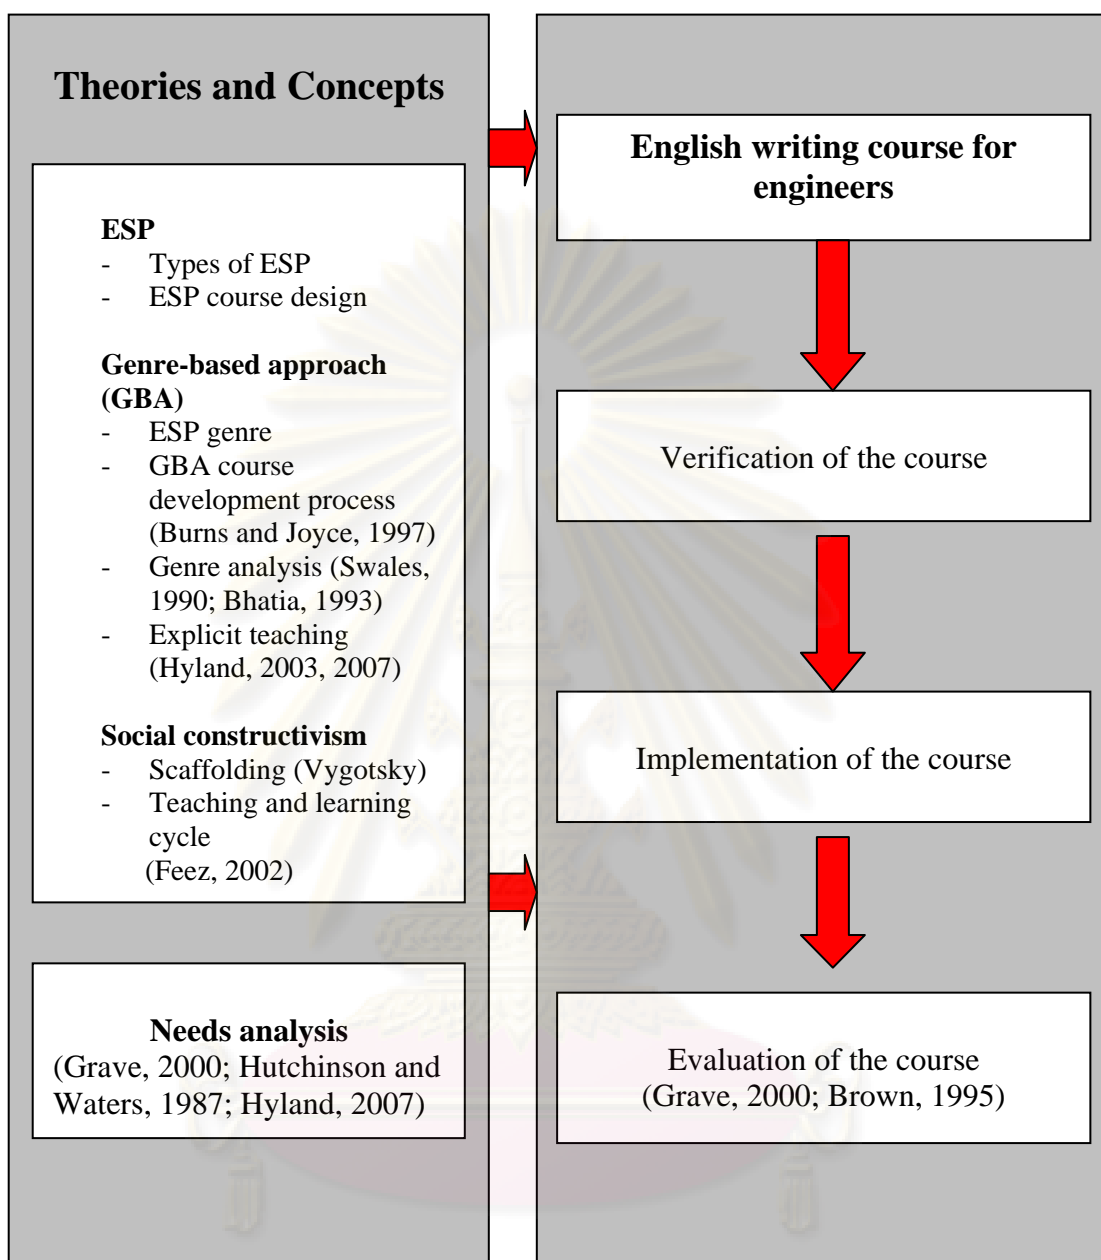 Theories and Concepts
ESP
- Types of ESP
- ESP course design
Genre-based approach
(GBA)
- ESP genre
- GBA course
development process
(Burns and Joyce, 1997)
- Genre analysis (Swales,
1990; Bhatia, 1993)
- Explicit teaching
(Hyland, 2003, 2007)
Social constructivism
- Scaffolding (Vygotsky)
- Teaching and learning
cycle
(Feez, 2002)
Needs analysis
(Grave, 2000; Hutchinson and
Waters, 1987; Hyland, 2007)
English writing course for
engineers
Verification of the course
Implementation of the course
Evaluation of the course
(Grave, 2000; Brown, 1995)